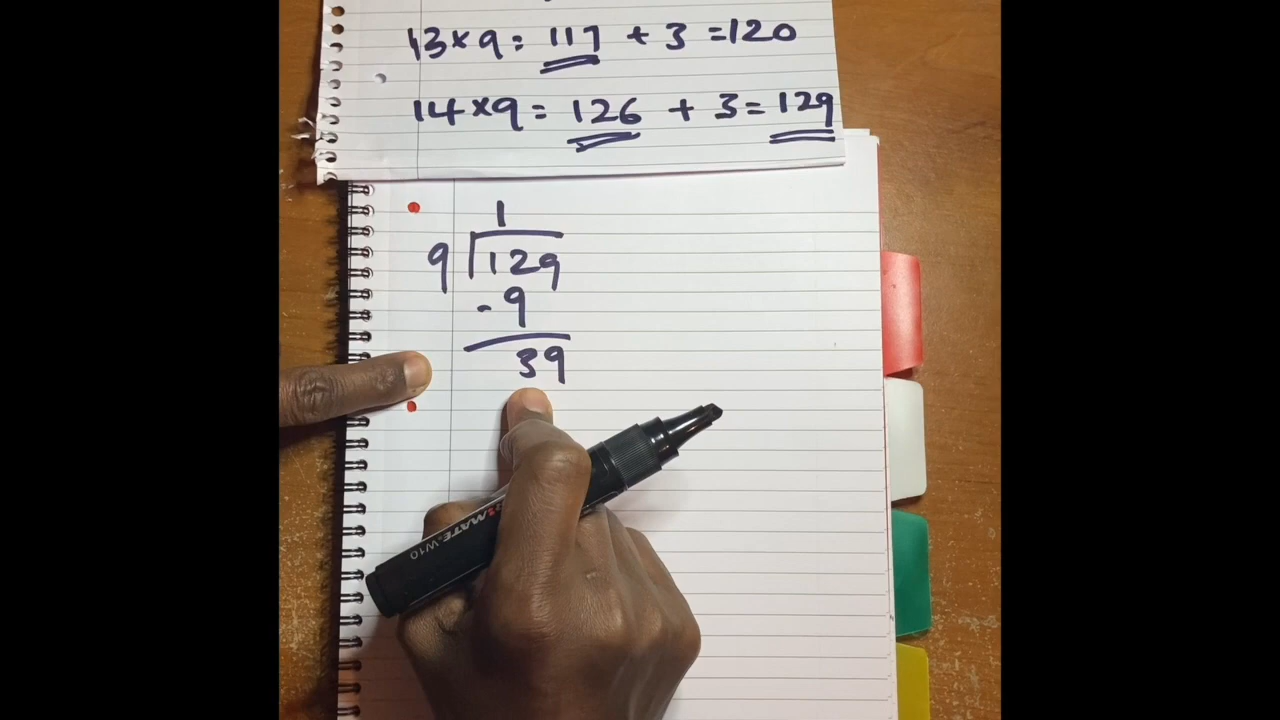 13×9= 117 + 3 =120
14×9= 126 + 3= 129
1
9 129
-9
39
MATE:W10